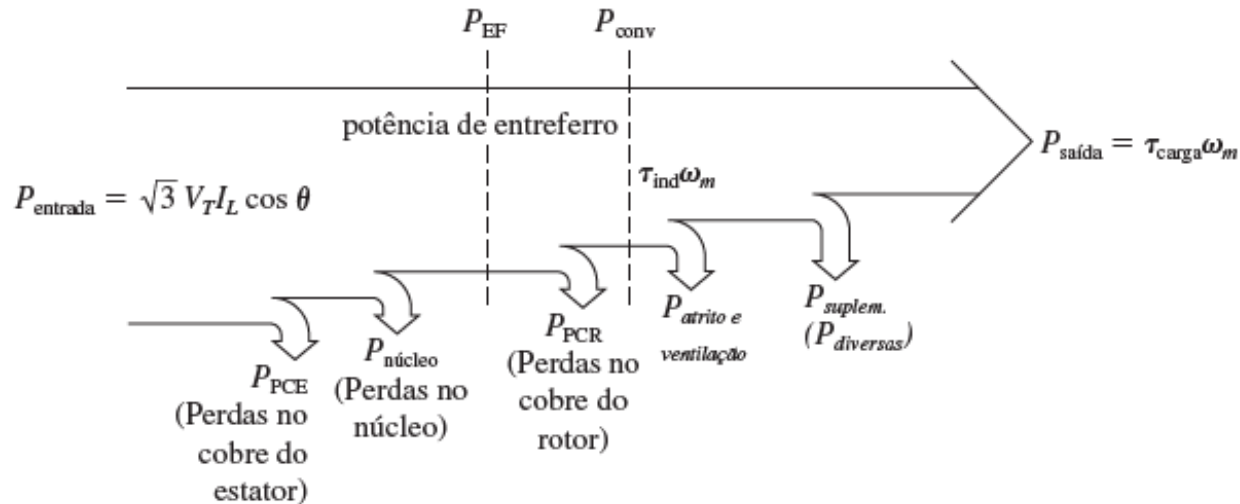 P_EF
P_conv
potência de entreferro
P_saída = τ_carga ω_m
τ_ind ω_m
P_entrada = √3 V_T I_L cos θ
P_PCE
(Perdas no
cobre do
estator)
P_núcleo
(Perdas no
núcleo)
P_PCR
(Perdas no
cobre do
rotor)
P_atrito e
ventilação
P_suplem.
(P_diversas)